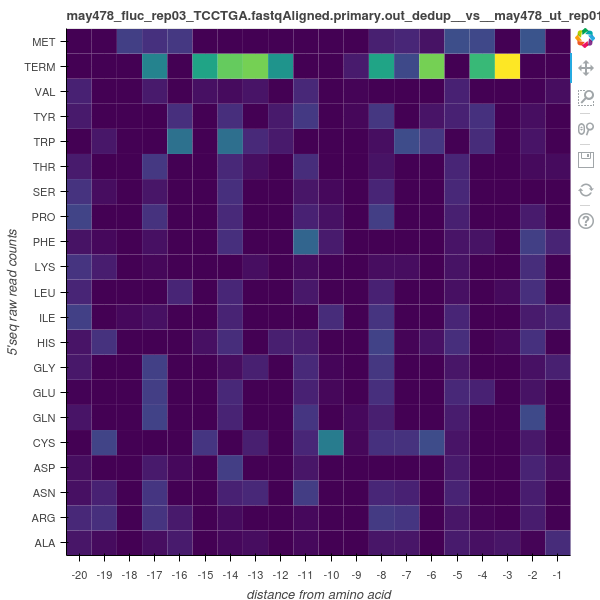 may478_fluc_rep03_TCCTGA.fastqAligned.primary.out_dedup__vs__may478_ut_rep01
MET
TERM
VAL
TYR
TRP
THR
SER
PRO
PHE
LYS
LEU
ILE
HIS
GLY
GLU
GLN
CYS
ASP
ASN
ARG
ALA
5'seq raw read counts
-20 -19 -18 -17 -16 -15 -14 -13 -12 -11 -10 -9 -8 -7 -6 -5 -4 -3 -2 -1
distance from amino acid